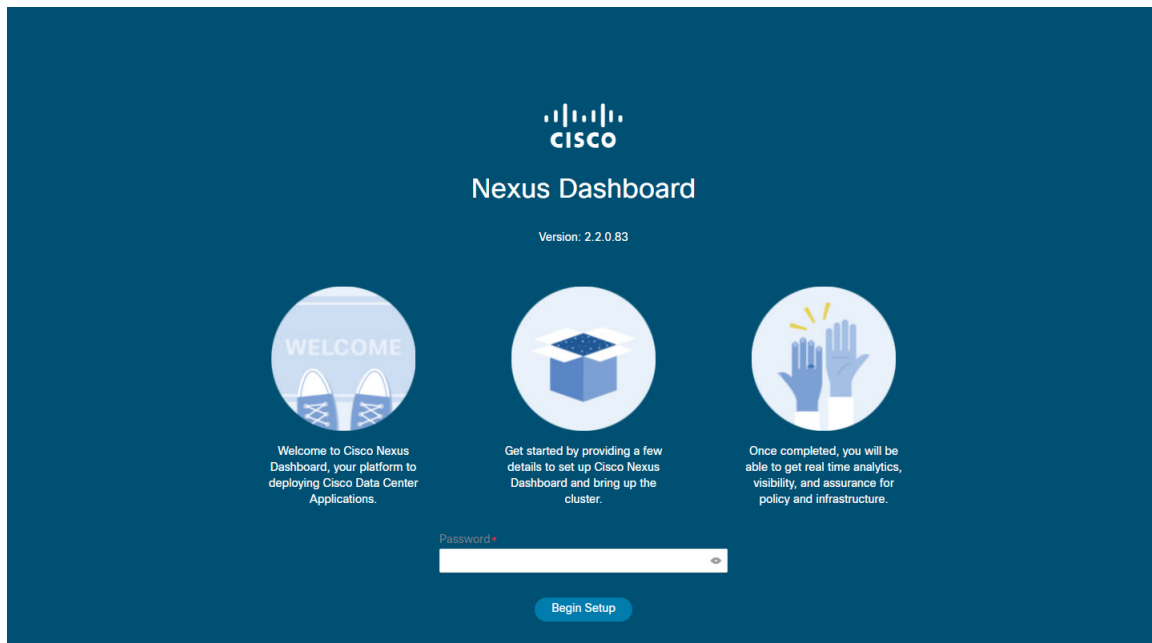 CISCO
Nexus Dashboard
Version: 2.2.0.83
WELCOME
Welcome to Cisco Nexus
Dashboard, your platform to
deploying Cisco Data Center
Applications.
Get started by providing a few
details to set up Cisco Nexus
Dashboard and bring up the
cluster.
Once completed, you will be
able to get real time analytics,
visibility, and assurance for
policy and infrastructure.
Password*
Begin Setup